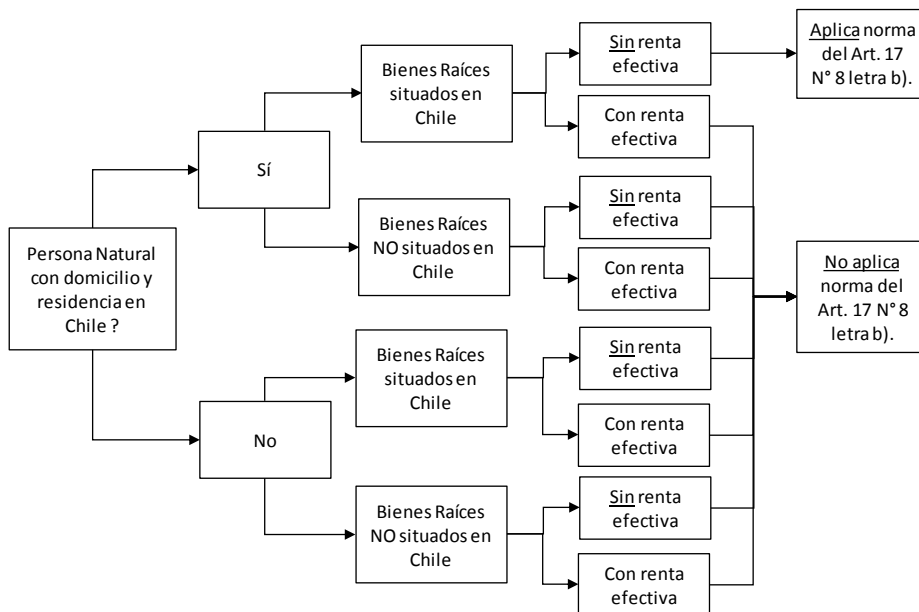 Persona Natural
con domicilio y
residencia en
Chile ?
Sí
No
Bienes Raíces
situados en
Chile
Bienes Raíces
NO situados en
Chile
Bienes Raíces
situados en
Chile
Bienes Raíces
NO situados en
Chile
Sin renta
efectiva
Con renta
efectiva
Sin renta
efectiva
Con renta
efectiva
Sin renta
efectiva
Con renta
efectiva
Sin renta
efectiva
Con renta
efectiva
Aplica norma
del Art. 17
N° 8 letra b).
No aplica
norma del
Art. 17 N° 8
letra b).